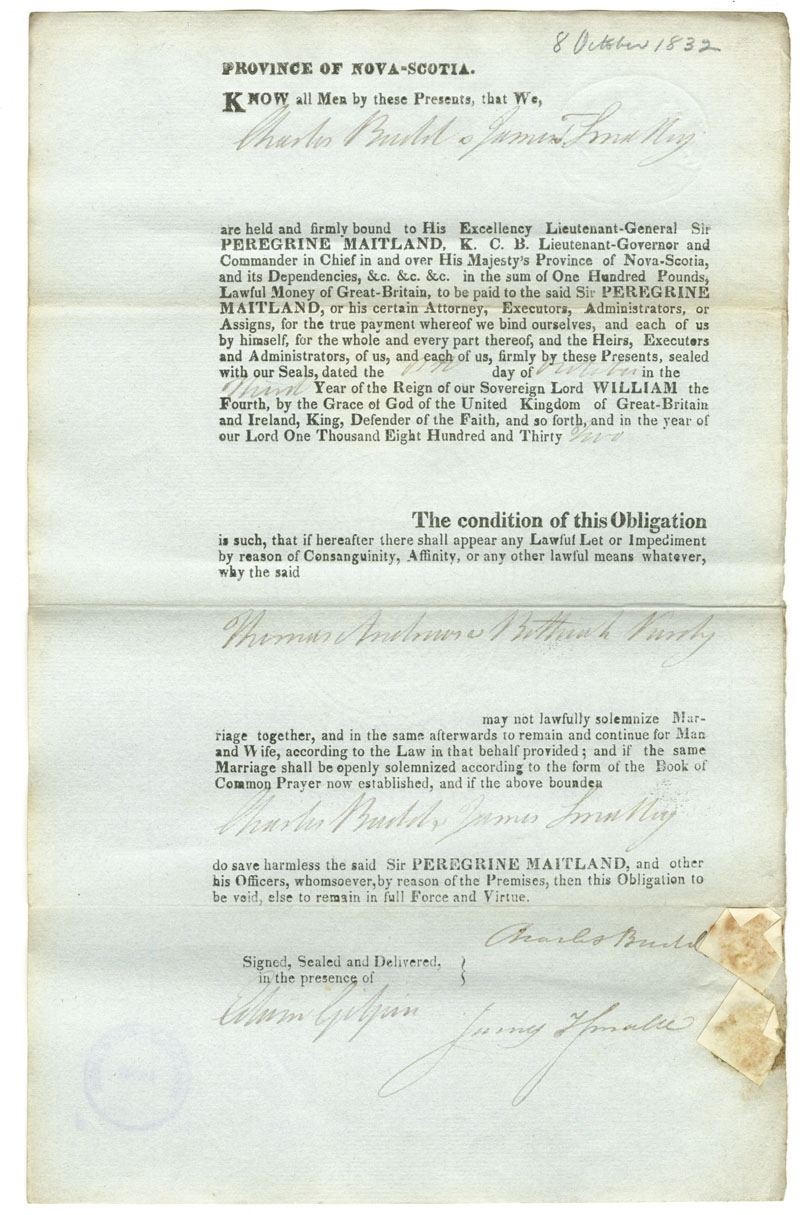 8 October 1832
PROVINCE OF NOVA-SCOTIA.
KNOW all Men by these Presents, that We,
Charles Budd & James Smalley
are held and firmly bound to His Excellency Lieutenant-General Sir
PEREGRINE MAITLAND, K. C. B. Lieutenant-Governor and
Commander in Chief in and over His Majesty's Province of Nova-Scotia,
and its Dependencies, &c. &c. &c. in the sum of One Hundred Pounds,
Lawful Money of Great-Britain, to be paid to the said Sir PEREGRINE
MAITLAND, or his certain Attorney, Executors, Administrators, or
Assigns, for the true payment whereof we bind ourselves, and each of us
by himself, for the whole and every part thereof, and the Heirs, Executors
and Administrators, of us, and each of us, firmly by these Presents, sealed
with our Seals, dated the day of October in the
Third Year of the Reign of our Sovereign Lord WILLIAM the
Fourth, by the Grace of God of the United Kingdom of Great-Britain
and Ireland, King, Defender of the Faith, and so forth, and in the year of
our Lord One Thousand Eight Hundred and Thirty Two
The condition of this Obligation
is such, that if hereafter there shall appear any Lawful Let or Impediment
by reason of Consanguinity, Affinity, or any other lawful means whatever,
why the said
Thomas Andrews &
may not lawfully solemnize Mar-
riage together, and in the same afterwards to remain and continue for Man
and Wife, according to the Law in that behalf provided; and if the same
Marriage shall be openly solemnized according to the form of the Book of
Common Prayer now established, and if the above bounden
Charles Budd & James Smalley
do save harmless the said Sir PEREGRINE MAITLAND, and other
his Officers, whomsoever, by reason of the Premises, then this Obligation to
be void, else to remain in full Force and Virtue.
Charles Budd
Signed, Sealed and Delivered,
in the presence of
Edwin Gilpin
James